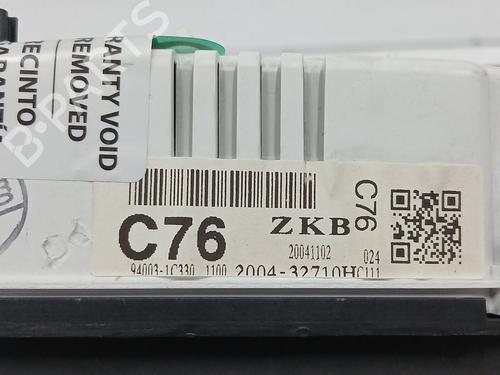 RANTY VOID
REMOVED
RECINTO
B-PARTS
C76
ZKB
C76
20041102
024
94003-1C330 1100 2004-32710HC111